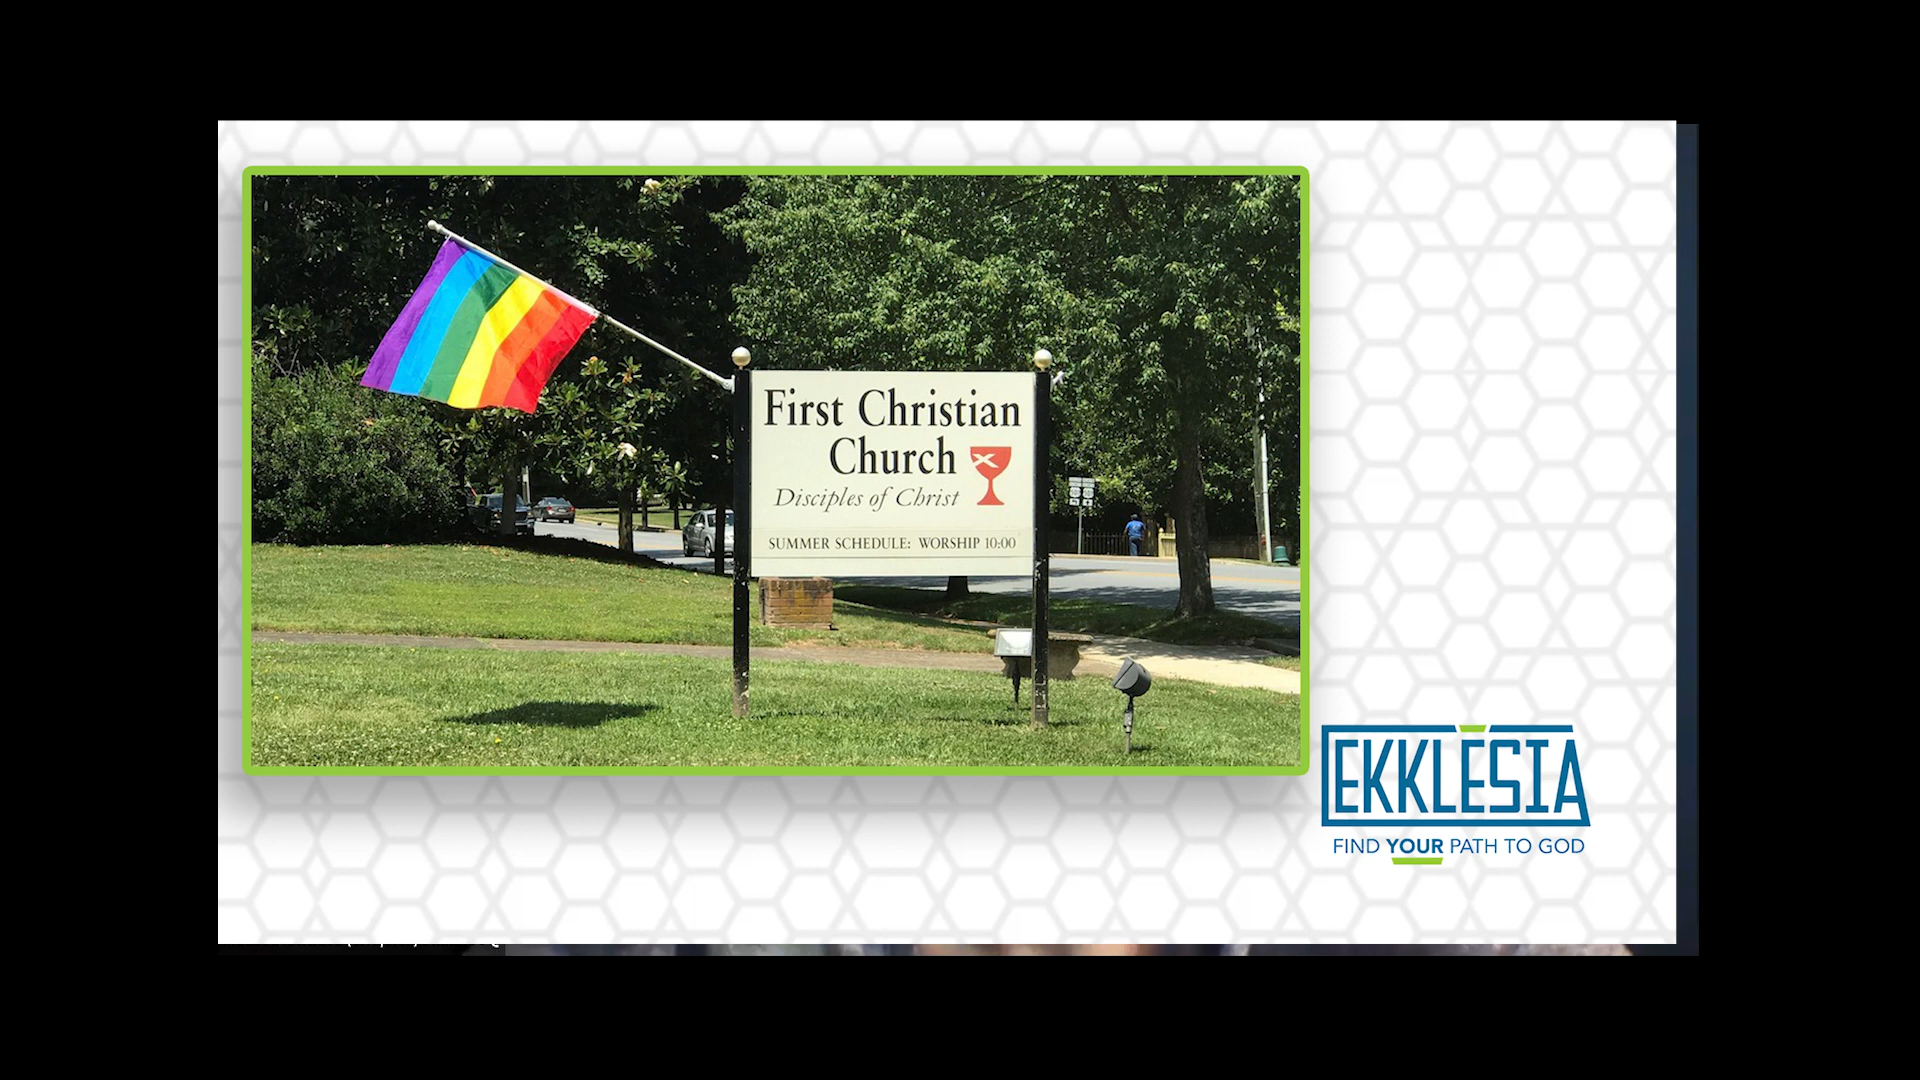 First Christian
Church
Disciples of Christ
SUMMER SCHEDULE: WORSHIP 10:00
EKKLESIA
FIND YOUR PATH TO GOD